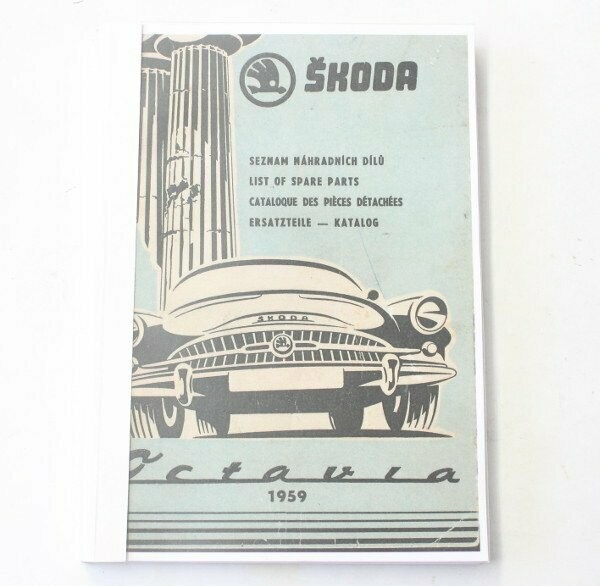 ŠKODA
SEZNAM NÁHRADNÍCH DÍLŮ
LIST OF SPARE PARTS
CATALOQUE DES PIÈCES DÉTACHÉES
ERSATZTEILE — KATALOG
ŠKODA
Octavia
1959